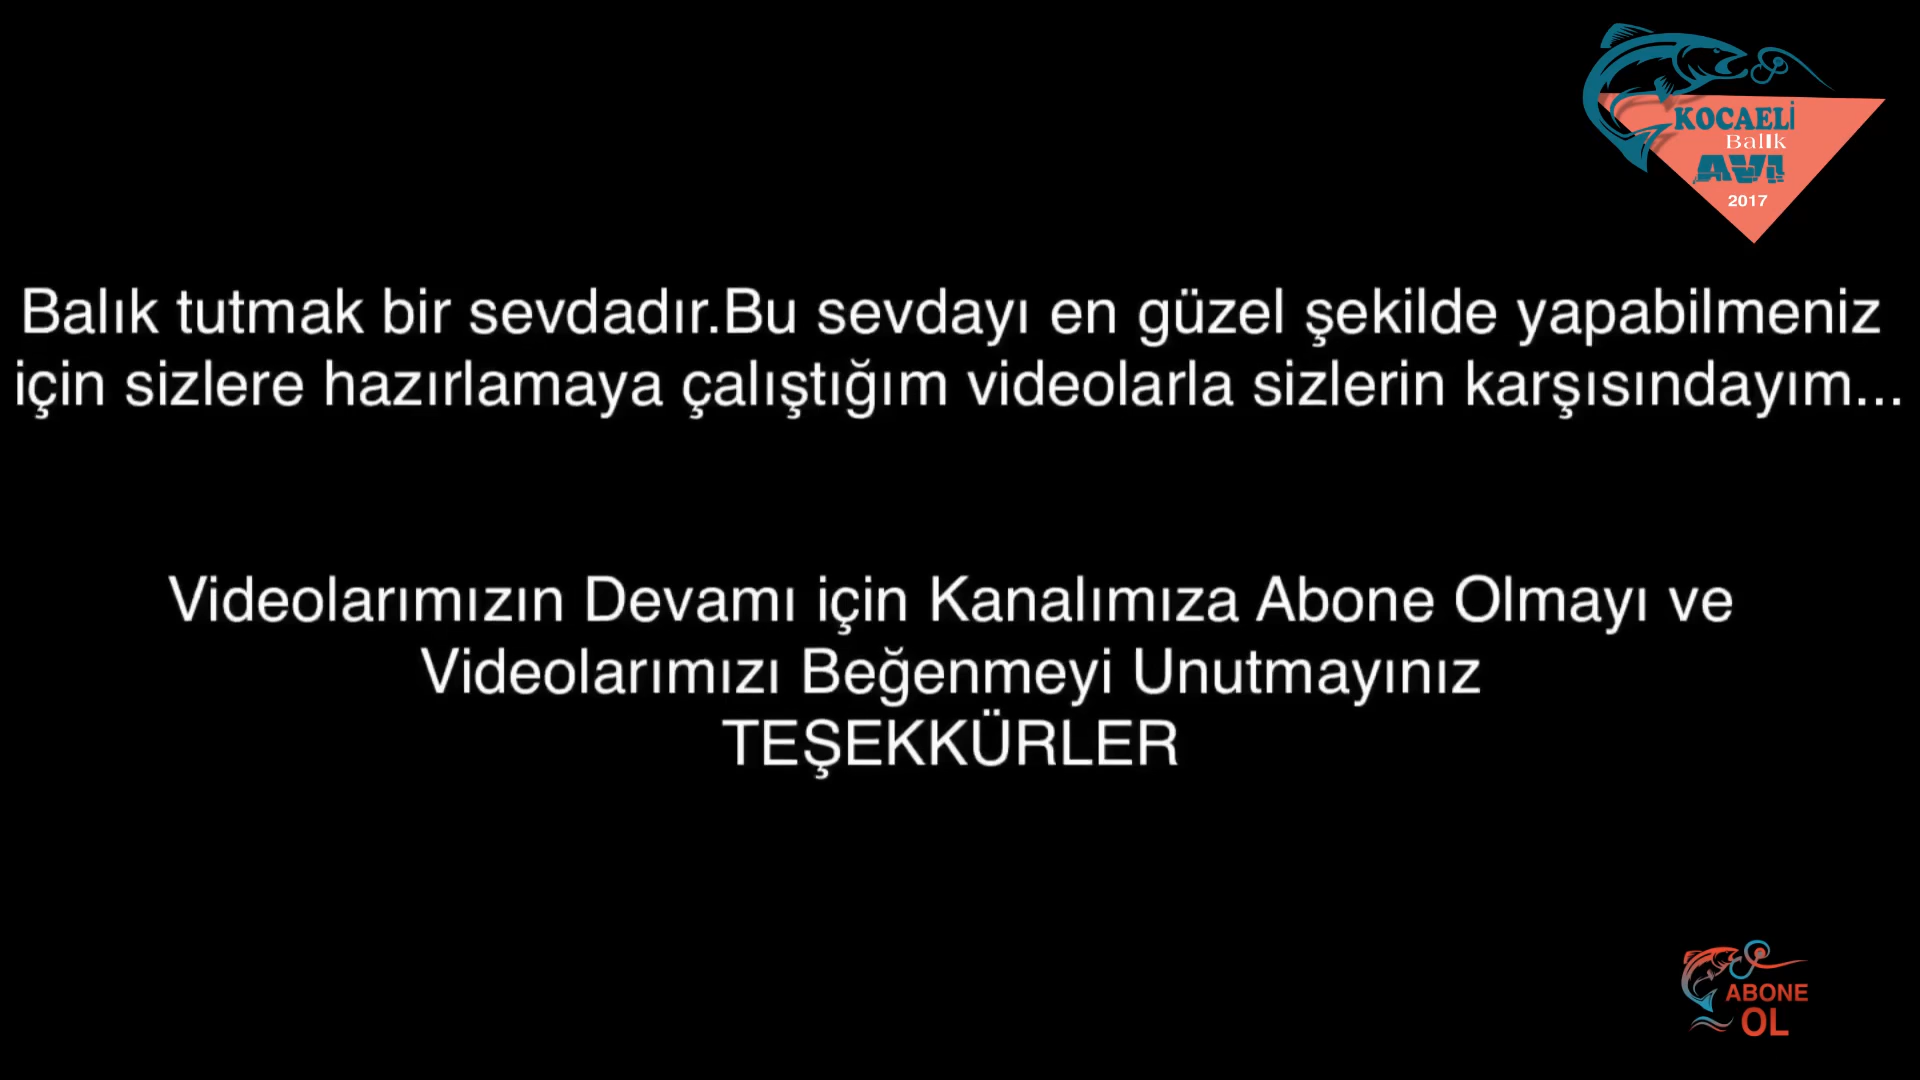 KOCAELİ
Balık
AVI
2017
Balık tutmak bir sevdadır.Bu sevdayı en güzel şekilde yapabilmeniz
için sizlere hazırlamaya çalıştığım videolarla sizlerin karşısındayım...
Videolarımızın Devamı için Kanalımıza Abone Olmayı ve
Videolarımızı Beğenmeyi Unutmayınız
TEŞEKKÜRLER
ABONE
OL